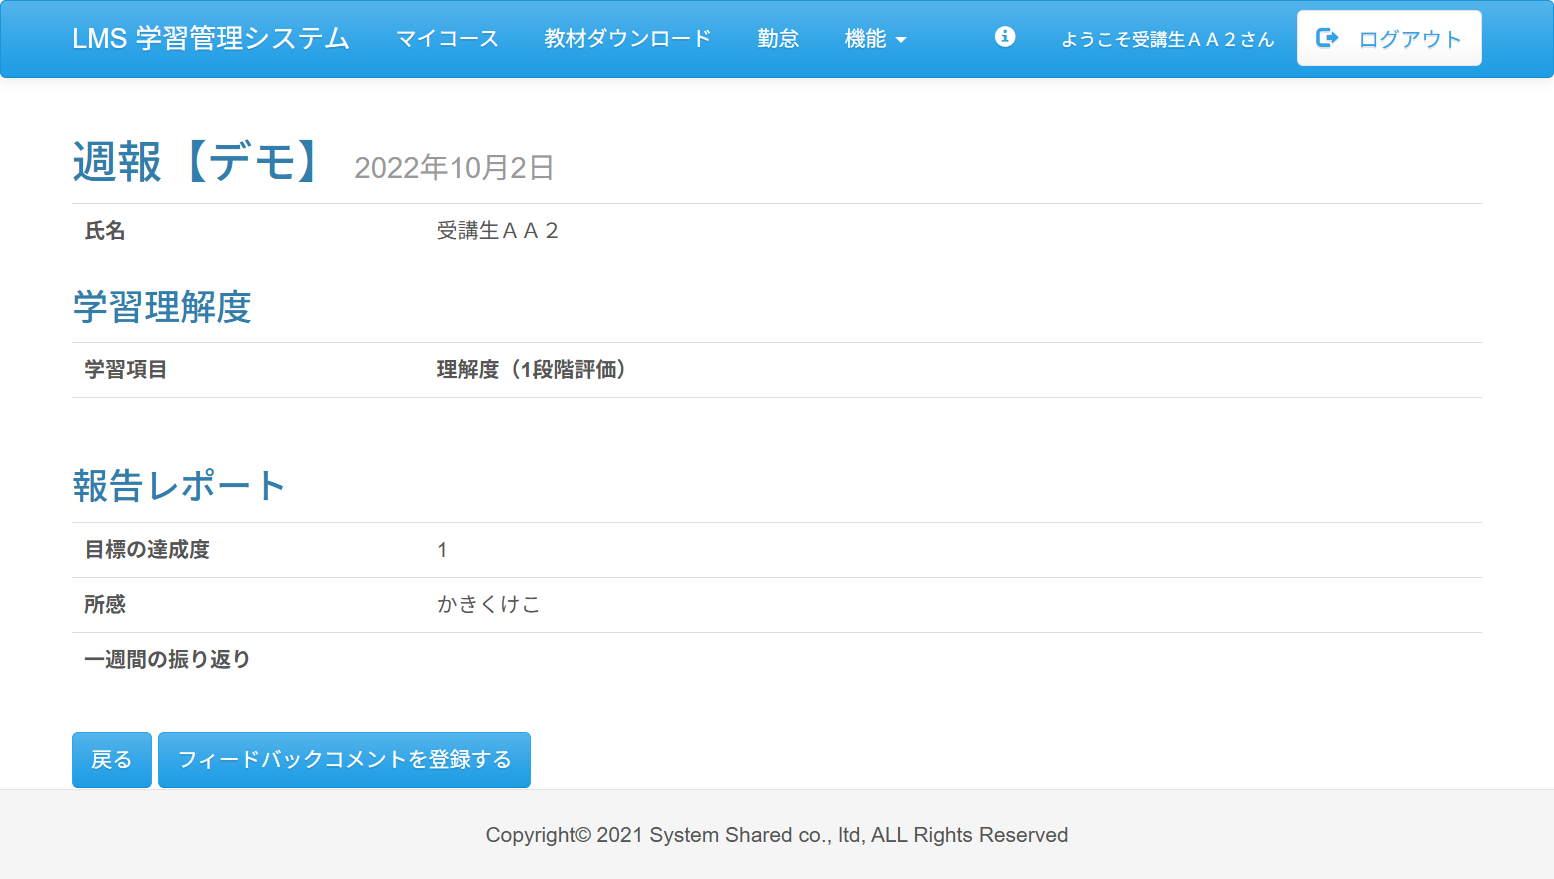 LMS 学習管理システム マイコース 教材ダウンロード 勤怠 機能 ようこそ受講生ＡＡ２さん ログアウト
週報【デモ】 2022年10月2日
氏名 受講生ＡＡ２
学習理解度
学習項目 理解度（1段階評価）
報告レポート
目標の達成度 1
所感 かきくけこ
一週間の振り返り
戻る フィードバックコメントを登録する
Copyright© 2021 System Shared co., ltd, ALL Rights Reserved